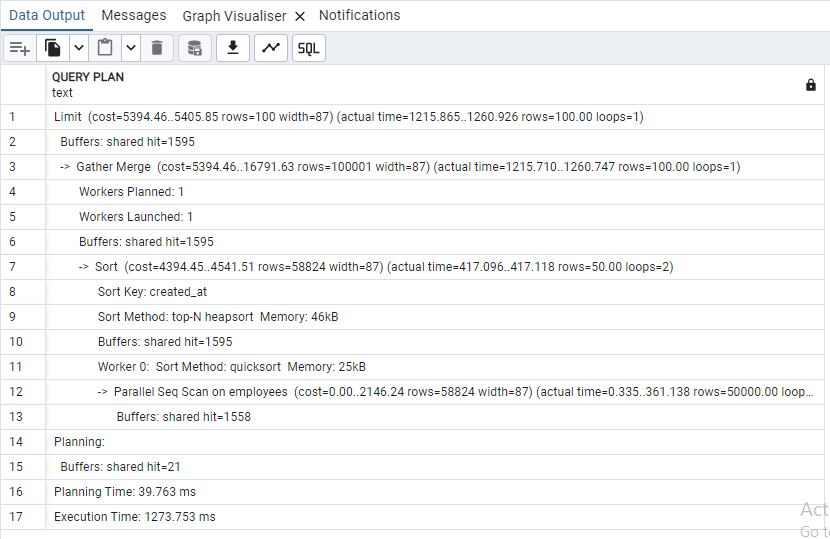 Data Output Messages Graph Visualiser Notifications
SQL
QUERY PLAN
text
1 Limit (cost=5394.46..5405.85 rows=100 width=87) (actual time=1215.865..1260.926 rows=100.00 loops=1)
2 Buffers: shared hit=1595
3 -> Gather Merge (cost=5394.46..16791.63 rows=100001 width=87) (actual time=1215.710..1260.747 rows=100.00 loops=1)
4 Workers Planned: 1
5 Workers Launched: 1
6 Buffers: shared hit=1595
7 -> Sort (cost=4394.45..4541.51 rows=58824 width=87) (actual time=417.096..417.118 rows=50.00 loops=2)
8 Sort Key: created_at
9 Sort Method: top-N heapsort Memory: 46kB
10 Buffers: shared hit=1595
11 Worker 0: Sort Method: quicksort Memory: 25kB
12 -> Parallel Seq Scan on employees (cost=0.00..2146.24 rows=58824 width=87) (actual time=0.335..361.138 rows=50000.00 loop...
13 Buffers: shared hit=1558
14 Planning:
15 Buffers: shared hit=21
16 Planning Time: 39.763 ms
17 Execution Time: 1273.753 ms
Act
Go to